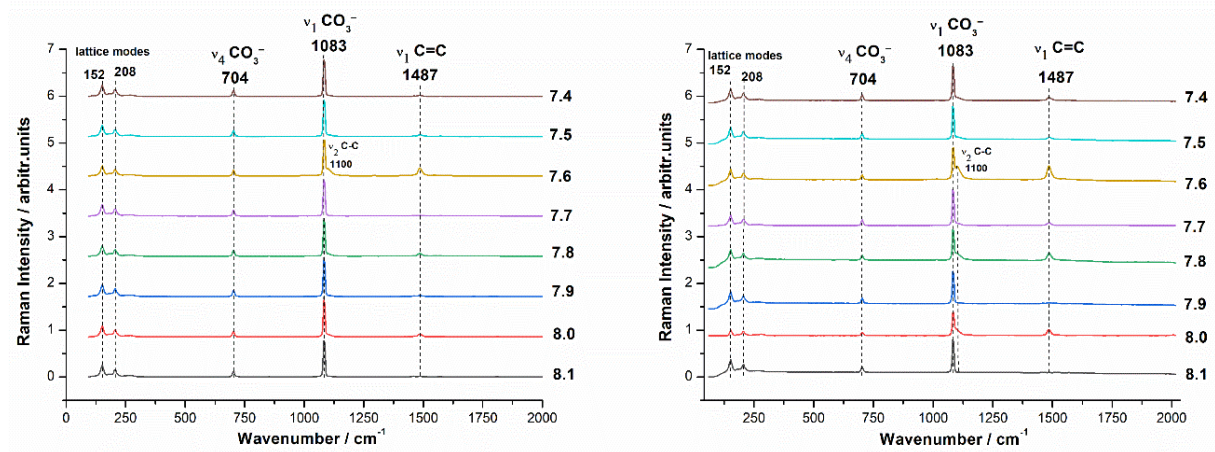 ν1 CO3−
1083
lattice modes
152 208
ν4 CO3−
704
ν1 C=C
1487
ν2 C-C
1100
7
6
5
4
3
2
1
0
7.4
7.5
7.6
7.7
7.8
7.9
8.0
8.1
0 250 500 750 1000 1250 1500 1750 2000
Raman Intensity / arbitr.units
Wavenumber / cm-1
ν1 CO3−
1083
lattice modes
152 208
ν4 CO3−
704
ν1 C=C
1487
ν2 C-C
1100
7
6
5
4
3
2
1
0
7.4
7.5
7.6
7.7
7.8
7.9
8.0
8.1
250 500 750 1000 1250 1500 1750 2000
Raman Intensity / arbitr.units
Wavenumber / cm-1